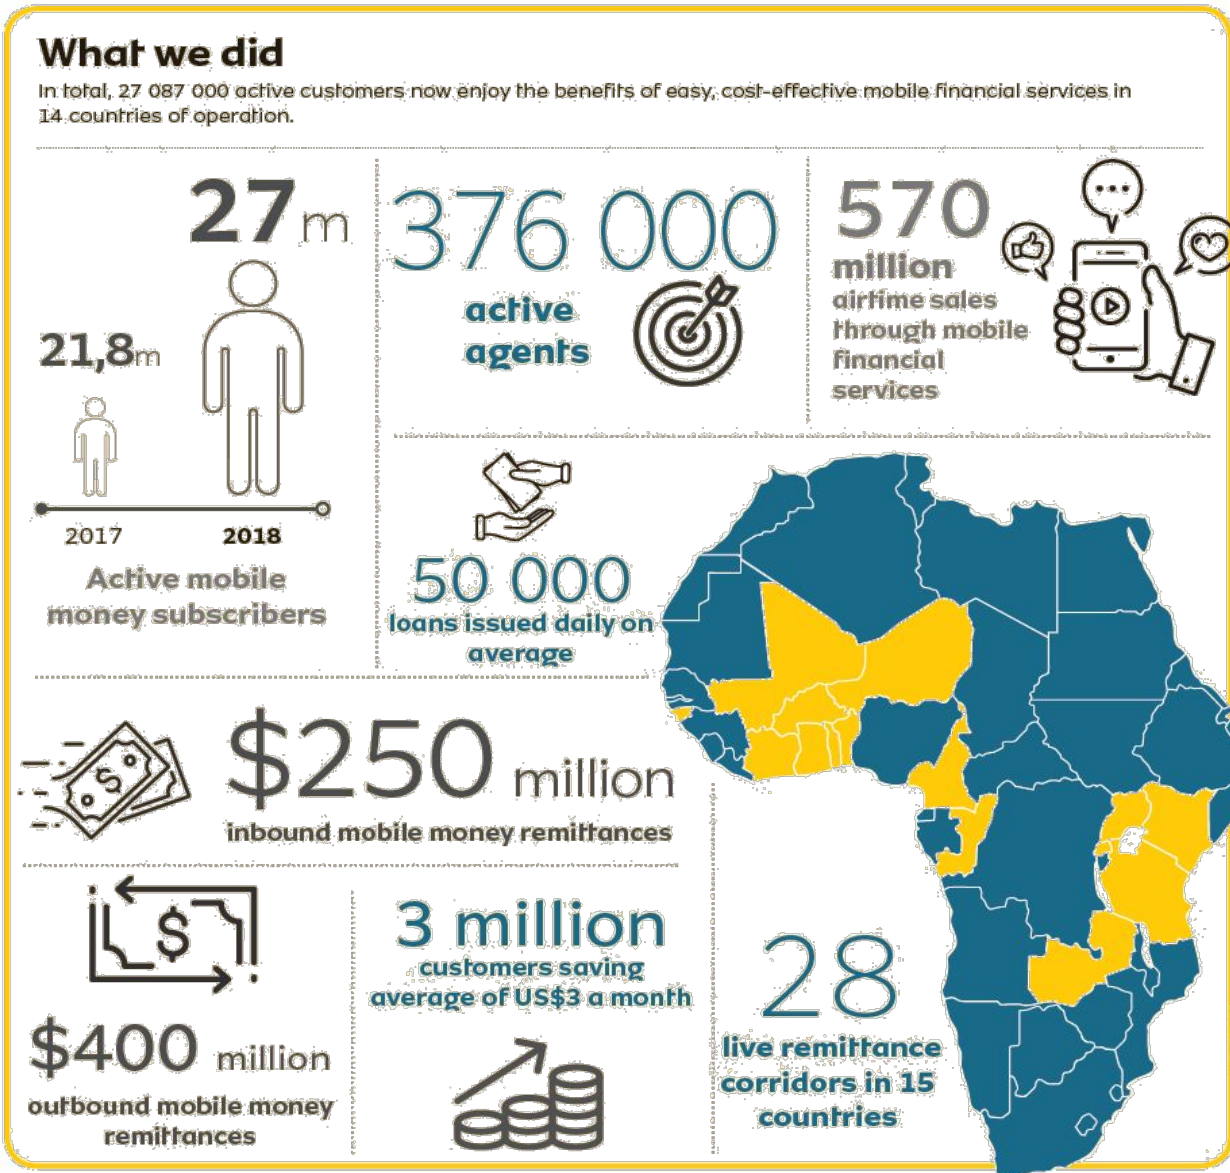 What we did
In total, 27 087 000 active customers now enjoy the benefits of easy, cost-effective mobile financial services in
14 countries of operation.
27m
21,8m
2017
2018
Active mobile
money subscribers
376 000
active
agents
570
million
airtime sales
through mobile
financial
services
50 000
loans issued daily on
average
$250 million
inbound mobile money remittances
$400 million
outbound mobile money
remittances
3 million
customers saving
average of US$3 a month
28
live remittance
corridors in 15
countries